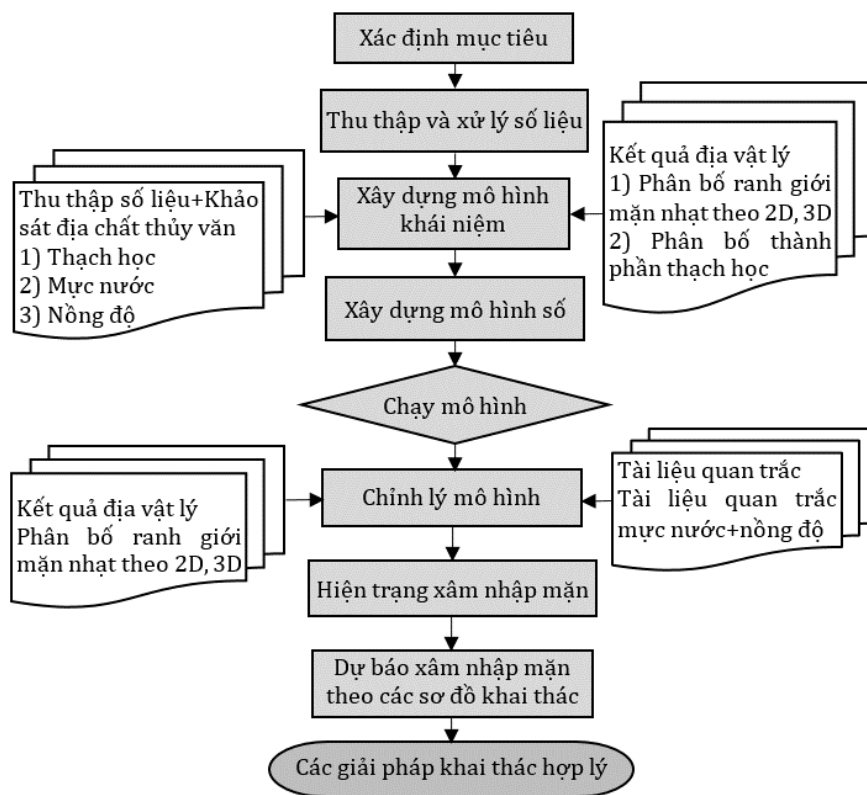 Xác định mục tiêu
Thu thập và xử lý số liệu
Thu thập số liệu+Khảo
sát địa chất thủy văn
1) Thạch học
2) Mực nước
3) Nồng độ
Xây dựng mô hình
khái niệm
Kết quả địa vật lý
1) Phân bố ranh giới
mặn nhạt theo 2D, 3D
2) Phân bố thành
phần thạch học
Xây dựng mô hình số
Chạy mô hình
Kết quả địa vật lý
Phân bố ranh giới
mặn nhạt theo 2D, 3D
Chỉnh lý mô hình
Tài liệu quan trắc
Tài liệu quan trắc
mực nước+nồng độ
Hiện trạng xâm nhập mặn
Dự báo xâm nhập mặn
theo các sơ đồ khai thác
Các giải pháp khai thác hợp lý